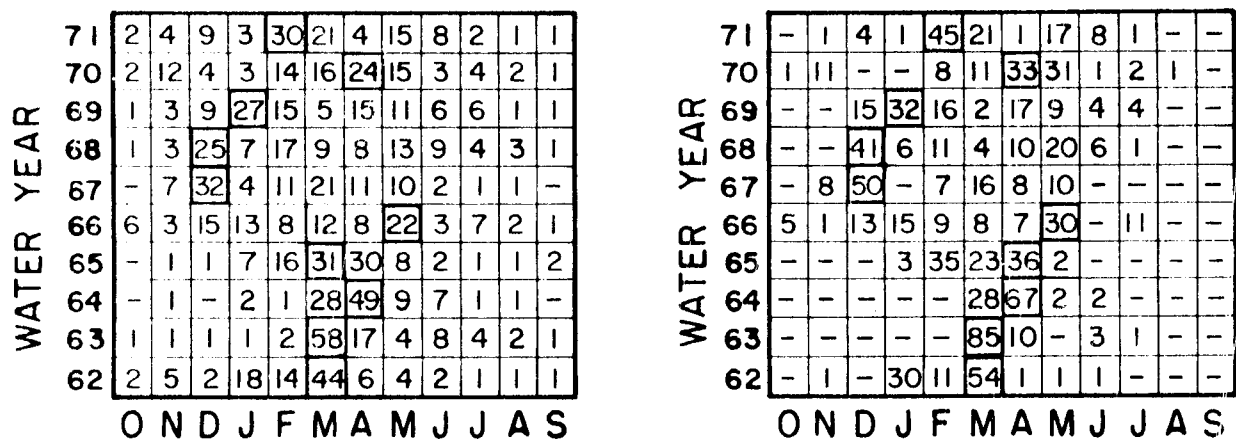 WATER YEAR
71 2 4 9 3 30 21 4 15 8 2 1 1
70 2 12 4 3 14 16 24 15 3 4 2 1
69 1 3 9 27 15 5 15 11 6 6 1 1
68 1 3 25 7 17 9 8 13 9 4 3 1
67 - 7 32 4 11 21 11 10 2 1 1 -
66 6 3 15 13 8 12 8 22 3 7 2 1
65 - 1 1 7 16 31 30 8 2 1 1 2
64 - 1 - 2 1 28 49 9 7 1 1 -
63 1 1 1 1 2 58 17 4 8 4 2 1
62 2 5 2 18 14 44 6 4 2 1 1 1
O N D J F M A M J J A S
WATER YEAR
71 - 1 4 1 45 21 1 17 8 1 - -
70 1 11 - - 8 11 33 31 1 2 1 -
69 - - 15 32 16 2 17 9 4 4 - -
68 - - 41 6 11 4 10 20 6 1 - -
67 - 8 50 - 7 16 8 10 - - - -
66 5 1 13 15 9 8 7 30 - 11 - -
65 - - - 3 35 23 36 2 - - - -
64 - - - - - 28 67 2 2 - - -
63 - - - - - 85 10 - 3 1 - -
62 - 1 - 30 11 54 1 1 1 - - -
O N D J F M A M J J A S